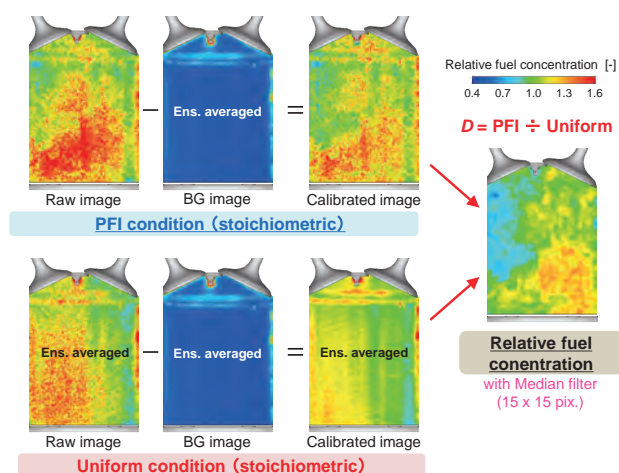 Relative fuel concentration [-]
0.4 0.7 1.0 1.3 1.6
D = PFI ÷ Uniform
Ens. averaged
Raw image
BG image
Calibrated image
PFI condition (stoichiometric)
Ens. averaged
Ens. averaged
Raw image
BG image
Calibrated image
Uniform condition (stoichiometric)
Ens. averaged
Relative fuel
conentration
with Median filter
(15 x 15 pix.)